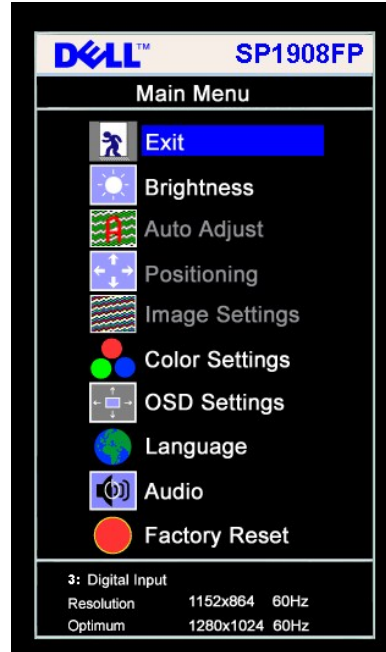 DELL™ SP1908FP
Main Menu
Exit
Brightness
Auto Adjust
Positioning
Image Settings
Color Settings
OSD Settings
Language
Audio
Factory Reset
3: Digital Input
Resolution 1152x864 60Hz
Optimum 1280x1024 60Hz